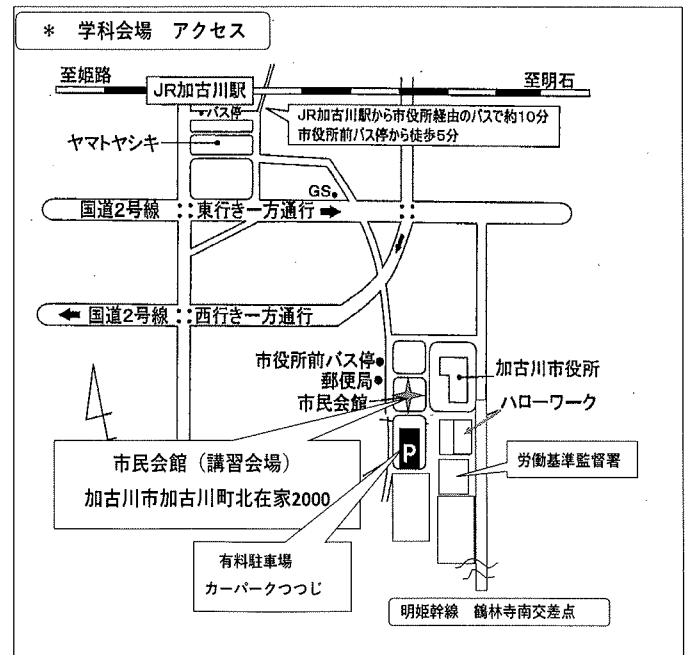 * 学科会場 アクセス
至姫路
JR加古川駅
至明石
バス停
JR加古川駅から市役所経由のバスで約10分
市役所前バス停から徒歩5分
ヤマトヤシキ
GS
国道2号線 東行き一方通行
国道2号線 西行き一方通行
市役所前バス停
郵便局
市民会館
加古川市役所
ハローワーク
市民会館（講習会場）
加古川市加古川町北在家2000
P
労働基準監督署
有料駐車場
カーパークつつじ
明姫幹線 鶴林寺南交差点